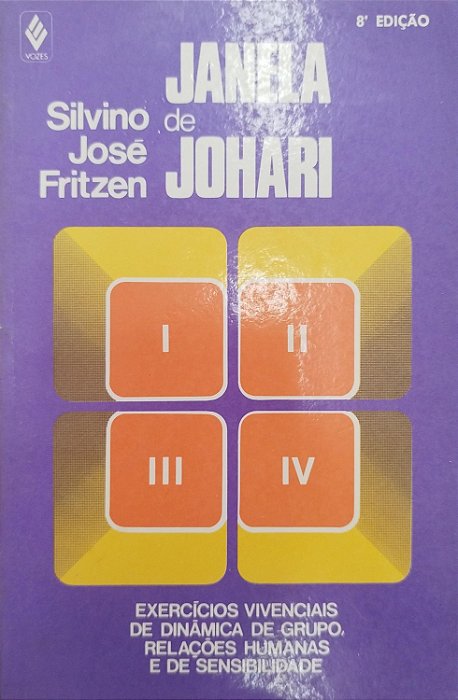 VOZES
8ª EDIÇÃO
JANELA
de
JOHARI
Silvino
José
Fritzen
I
II
III
IV
EXERCÍCIOS VIVENCIAIS
DE DINÂMICA DE GRUPO,
RELAÇÕES HUMANAS
E DE SENSIBILIDADE